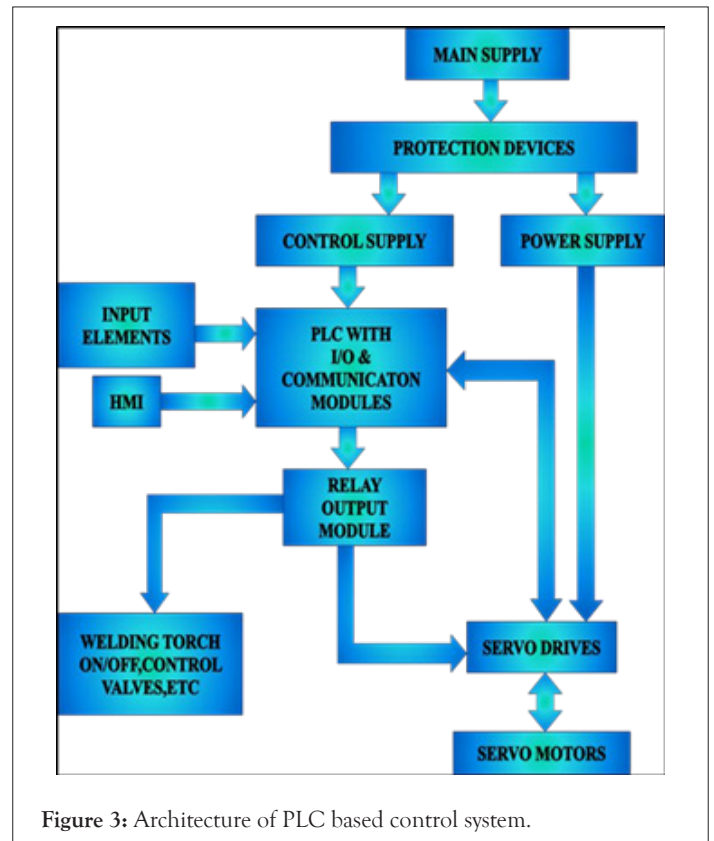 MAIN SUPPLY
PROTECTION DEVICES
CONTROL SUPPLY
POWER SUPPLY
INPUT
ELEMENTS
PLC WITH
I/O &
COMMUNICATON
MODULES
HMI
RELAY
OUTPUT
MODULE
WELDING TORCH
ON/OFF,CONTROL
VALVES,ETC
SERVO DRIVES
SERVO MOTORS
Figure 3: Architecture of PLC based control system.